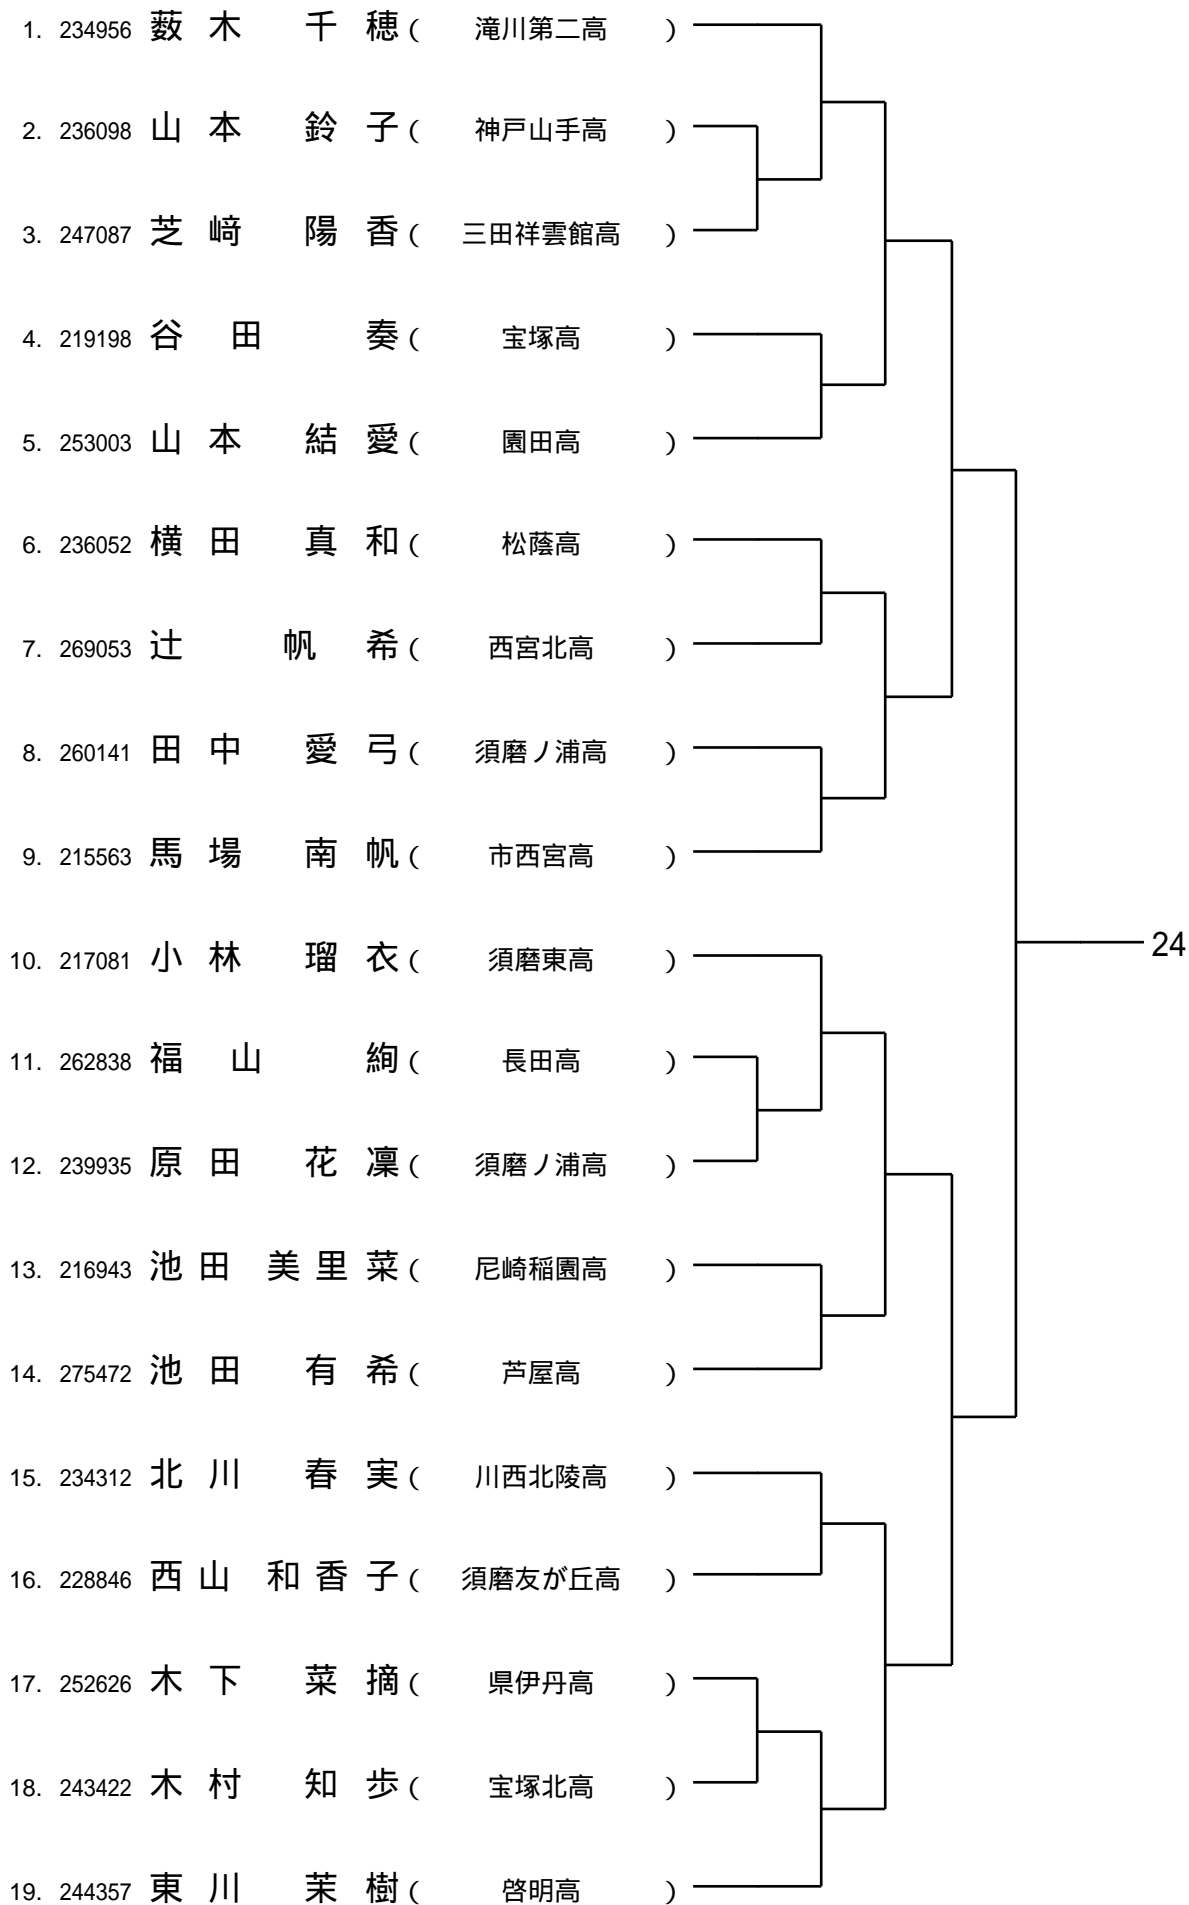 1. 234956 薮木 千穂( 滝川第二高 )
2. 236098 山本 鈴子( 神戸山手高 )
3. 247087 芝﨑 陽香( 三田祥雲館高 )
4. 219198 谷田 奏( 宝塚高 )
5. 253003 山本 結愛( 園田高 )
6. 236052 横田 真和( 松蔭高 )
7. 269053 辻 帆希( 西宮北高 )
8. 260141 田中 愛弓( 須磨ノ浦高 )
9. 215563 馬場 南帆( 市西宮高 )
24
10. 217081 小林 瑠衣( 須磨東高 )
11. 262838 福山 絢( 長田高 )
12. 239935 原田 花凜( 須磨ノ浦高 )
13. 216943 池田 美里菜( 尼崎稲園高 )
14. 275472 池田 有希( 芦屋高 )
15. 234312 北川 春実( 川西北陵高 )
16. 228846 西山 和香子( 須磨友が丘高 )
17. 252626 木下 菜摘( 県伊丹高 )
18. 243422 木村 知歩( 宝塚北高 )
19. 244357 東川 茉樹( 啓明高 )